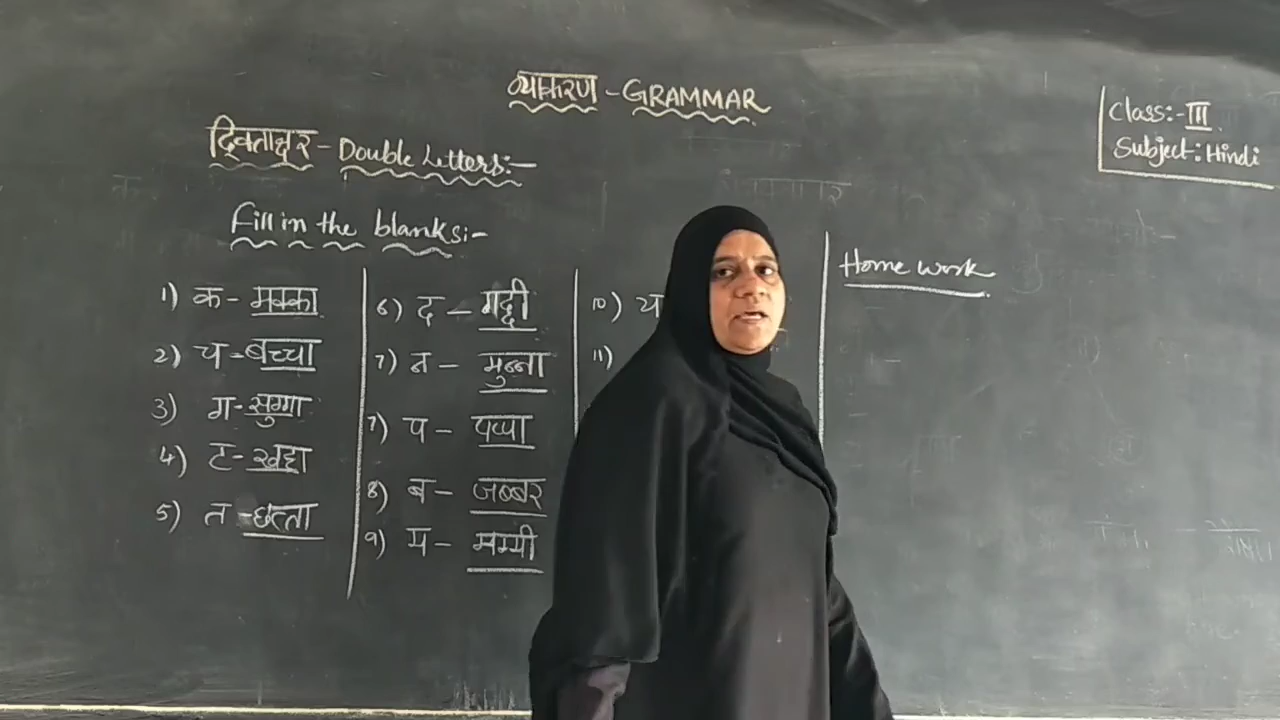 व्याकरण - GRAMMAR
Class:- III
Subject: Hindi
द्वित्ताक्षर - Double Letters:-
Fill in the blanks:-
1) क - मक्का
2) च - बच्चा
3) ग - सुग्गा
4) ट - खट्टा
5) त - छत्ता
6) द - गद्दी
7) न - मुन्ना
7) प - पप्पा
8) ब - जब्बर
9) म - मम्मी
10) य
11)
Home work